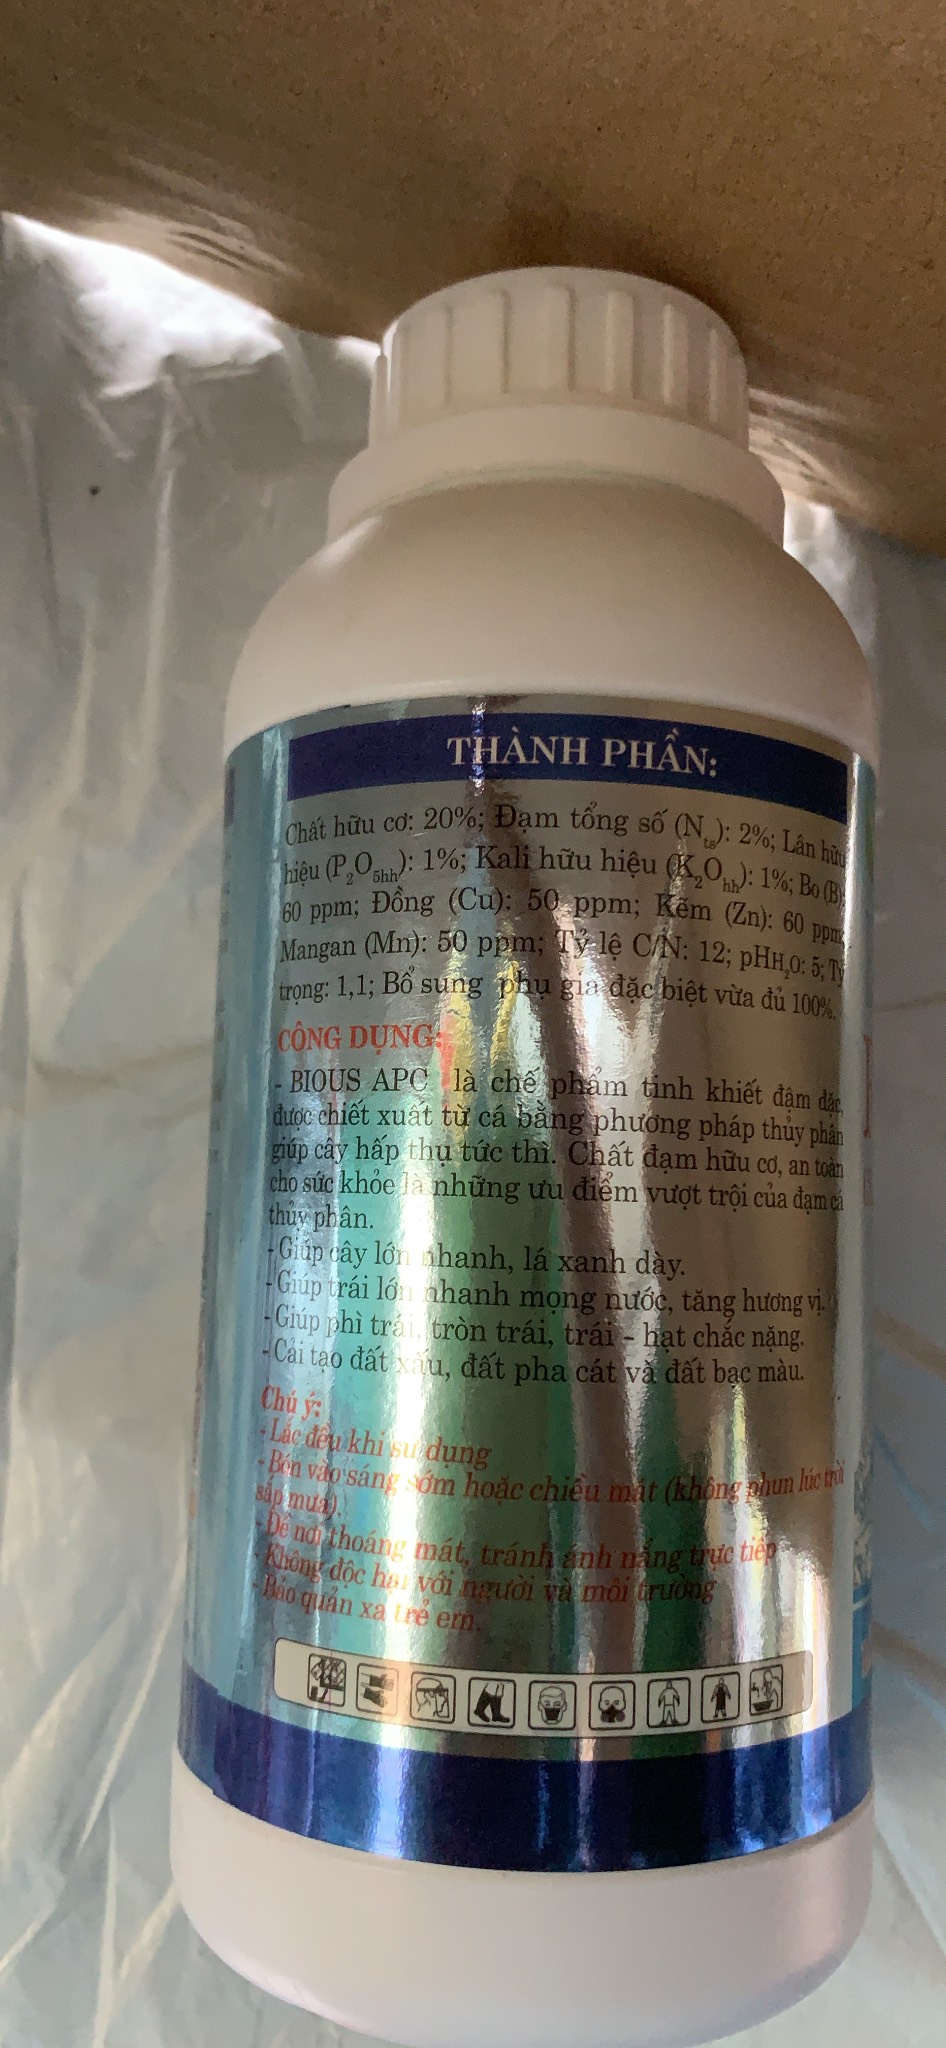 THÀNH PHẦN:
Chất hữu cơ: 20%; Đạm tổng số (Nts): 2%; Lân hữu
hiệu (P2O5hh): 1%; Kali hữu hiệu (K2Ohh): 1%; Bo (B):
60 ppm; Đồng (Cu): 50 ppm; Kẽm (Zn): 60 ppm;
Mangan (Mn): 50 ppm; Tỷ lệ C/N: 12; pHH2O: 5; Tỷ
trọng: 1,1; Bổ sung phụ gia đặc biệt vừa đủ 100%.
CÔNG DỤNG:
- BIOUS APC là chế phẩm tinh khiết đậm đặc,
được chiết xuất từ cá bằng phương pháp thủy phân
giúp cây hấp thụ tức thì. Chất đạm hữu cơ, an toàn
cho sức khỏe là những ưu điểm vượt trội của đạm cá
thủy phân.
- Giúp cây lớn nhanh, lá xanh dày.
- Giúp trái lớn nhanh mọng nước, tăng hương vị.
- Giúp phì trái, tròn trái, trái - hạt chắc nặng.
- Cải tạo đất xấu, đất pha cát và đất bạc màu.
Chú ý:
- Lắc đều khi sử dụng
- Bón vào sáng sớm hoặc chiều mát (không phun lúc trời
sắp mưa).
- Để nơi thoáng mát, tránh ánh nắng trực tiếp
- Không độc hại với người và môi trường
- Bảo quản xa trẻ em.